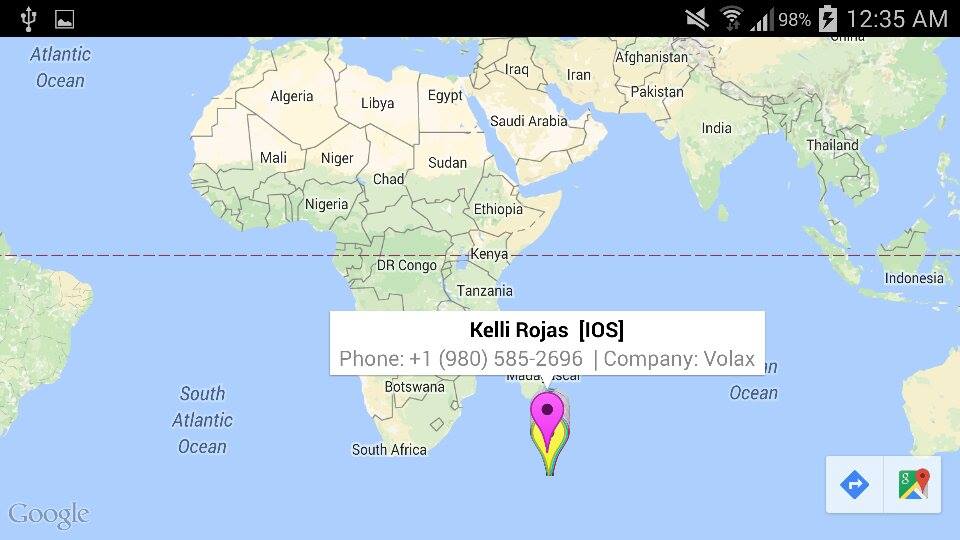 98% 12:35 AM
China
Atlantic
Ocean
Iraq
Iran
Afghanistan
Pakistan
Algeria
Libya
Egypt
Saudi Arabia
India
Thailand
Mali
Niger
Sudan
Chad
Nigeria
Ethiopia
DR Congo
Kenya
Tanzania
Indonesia
Kelli Rojas [IOS]
Phone: +1 (980) 585-2696 | Company: Volax
Madagascar
Botswana
Ocean
South
Atlantic
Ocean
South Africa
8
Google